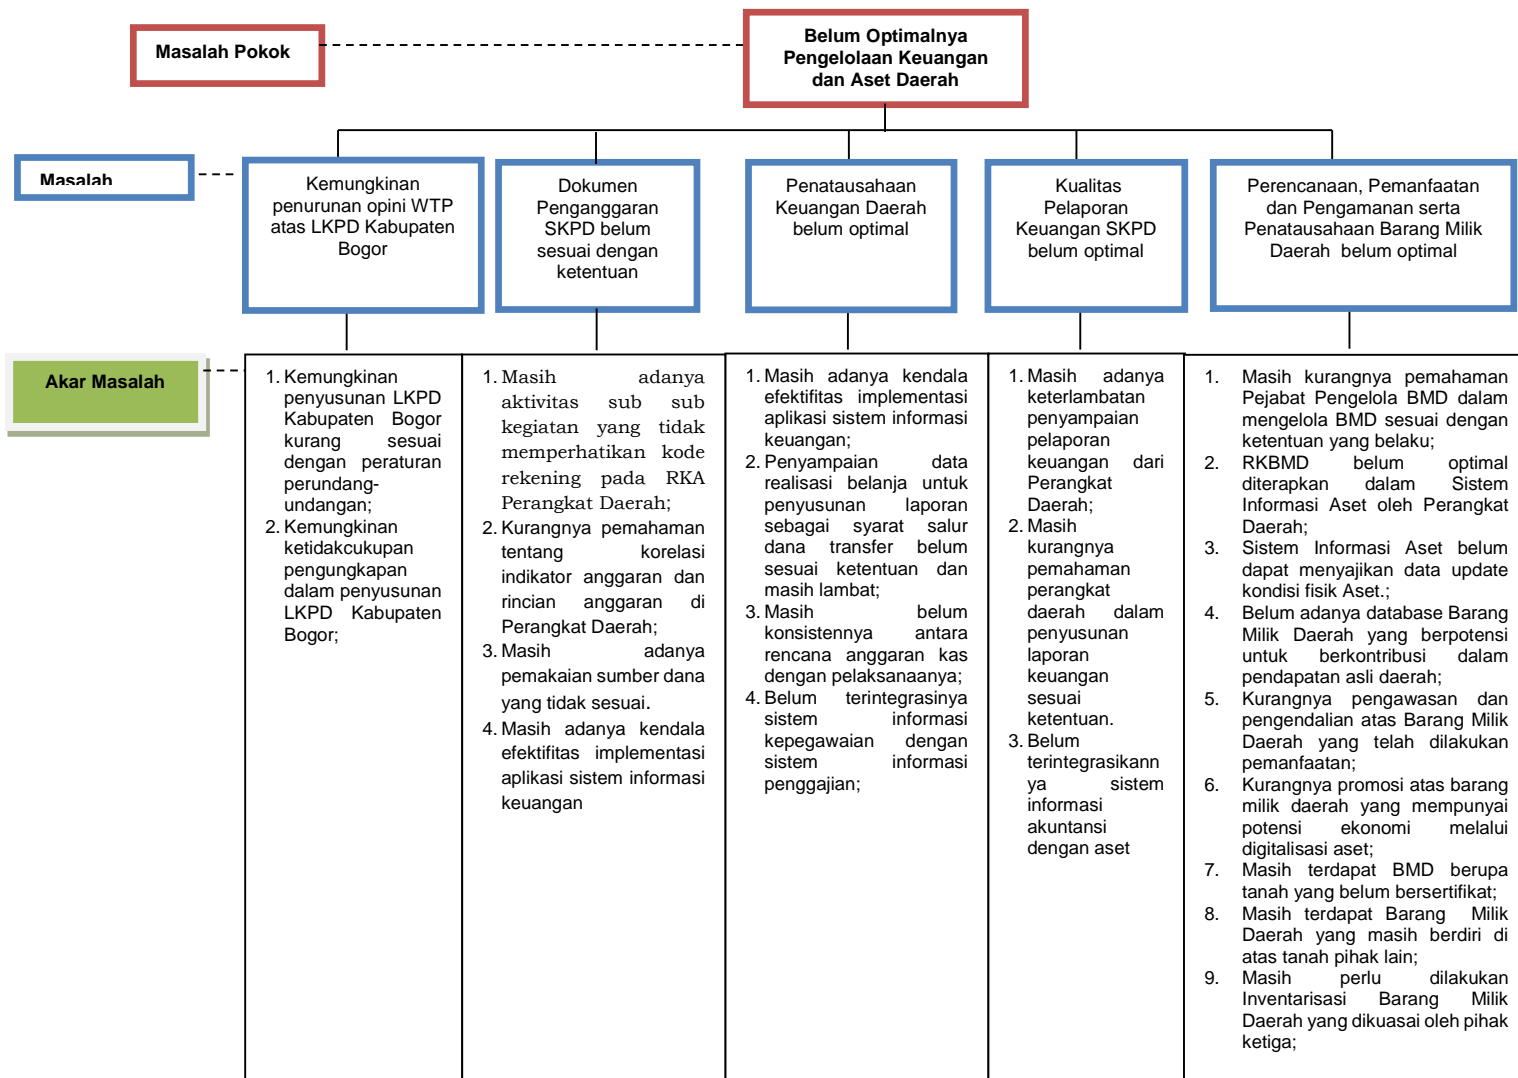 Masalah Pokok
Belum Optimalnya
Pengelolaan Keuangan
dan Aset Daerah
Masalah
Kemungkinan
penurunan opini WTP
atas LKPD Kabupaten
Bogor
Dokumen
Penganggaran
SKPD belum
sesuai dengan
ketentuan
Penatausahaan
Keuangan Daerah
belum optimal
Kualitas
Pelaporan
Keuangan SKPD
belum optimal
Perencanaan, Pemanfaatan
dan Pengamanan serta
Penatausahaan Barang Milik
Daerah belum optimal
Akar Masalah
1. Kemungkinan
penyusunan LKPD
Kabupaten Bogor
kurang sesuai
dengan peraturan
perundang-
undangan;
2. Kemungkinan
ketidakcukupan
pengungkapan
dalam penyusunan
LKPD Kabupaten
Bogor;
1. Masih adanya
aktivitas sub sub
kegiatan yang tidak
memperhatikan kode
rekening pada RKA
Perangkat Daerah;
2. Kurangnya pemahaman
tentang korelasi
indikator anggaran dan
rincian anggaran di
Perangkat Daerah;
3. Masih adanya
pemakaian sumber dana
yang tidak sesuai.
4. Masih adanya kendala
efektifitas implementasi
aplikasi sistem informasi
keuangan
1. Masih adanya kendala
efektifitas implementasi
aplikasi sistem informasi
keuangan;
2. Penyampaian data
realisasi belanja untuk
penyusunan laporan
sebagai syarat salur
dana transfer belum
sesuai ketentuan dan
masih lambat;
3. Masih belum
konsistennya antara
rencana anggaran kas
dengan pelaksanaanya;
4. Belum terintegrasinya
sistem informasi
kepegawaian dengan
sistem informasi
penggajian;
1. Masih adanya
keterlambatan
penyampaian
pelaporan
keuangan dari
Perangkat
Daerah;
2. Masih
kurangnya
pemahaman
perangkat
daerah dalam
penyusunan
laporan
keuangan
sesuai
ketentuan.
3. Belum
terintegrasikann
ya sistem
informasi
akuntansi
dengan aset
1. Masih kurangnya pemahaman
Pejabat Pengelola BMD dalam
mengelola BMD sesuai dengan
ketentuan yang belaku;
2. RKBMD belum optimal
diterapkan dalam Sistem
Informasi Aset oleh Perangkat
Daerah;
3. Sistem Informasi Aset belum
dapat menyajikan data update
kondisi fisik Aset.;
4. Belum adanya database Barang
Milik Daerah yang berpotensi
untuk berkontribusi dalam
pendapatan asli daerah;
5. Kurangnya pengawasan dan
pengendalian atas Barang Milik
Daerah yang telah dilakukan
pemanfaatan;
6. Kurangnya promosi atas barang
milik daerah yang mempunyai
potensi ekonomi melalui
digitalisasi aset;
7. Masih terdapat BMD berupa
tanah yang belum bersertifikat;
8. Masih terdapat Barang Milik
Daerah yang masih berdiri di
atas tanah pihak lain;
9. Masih perlu dilakukan
Inventarisasi Barang Milik
Daerah yang dikuasai oleh pihak
ketiga;